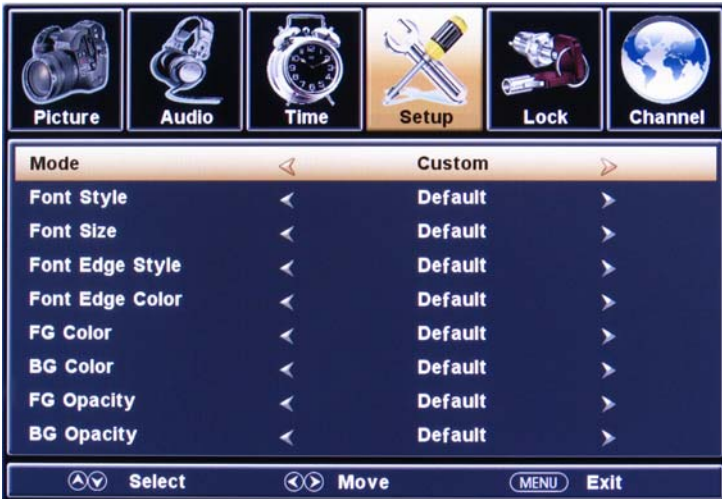 Picture Audio Time Setup Lock Channel
Mode Custom
Font Style Default
Font Size Default
Font Edge Style Default
Font Edge Color Default
FG Color Default
BG Color Default
FG Opacity Default
BG Opacity Default
Select Move MENU Exit